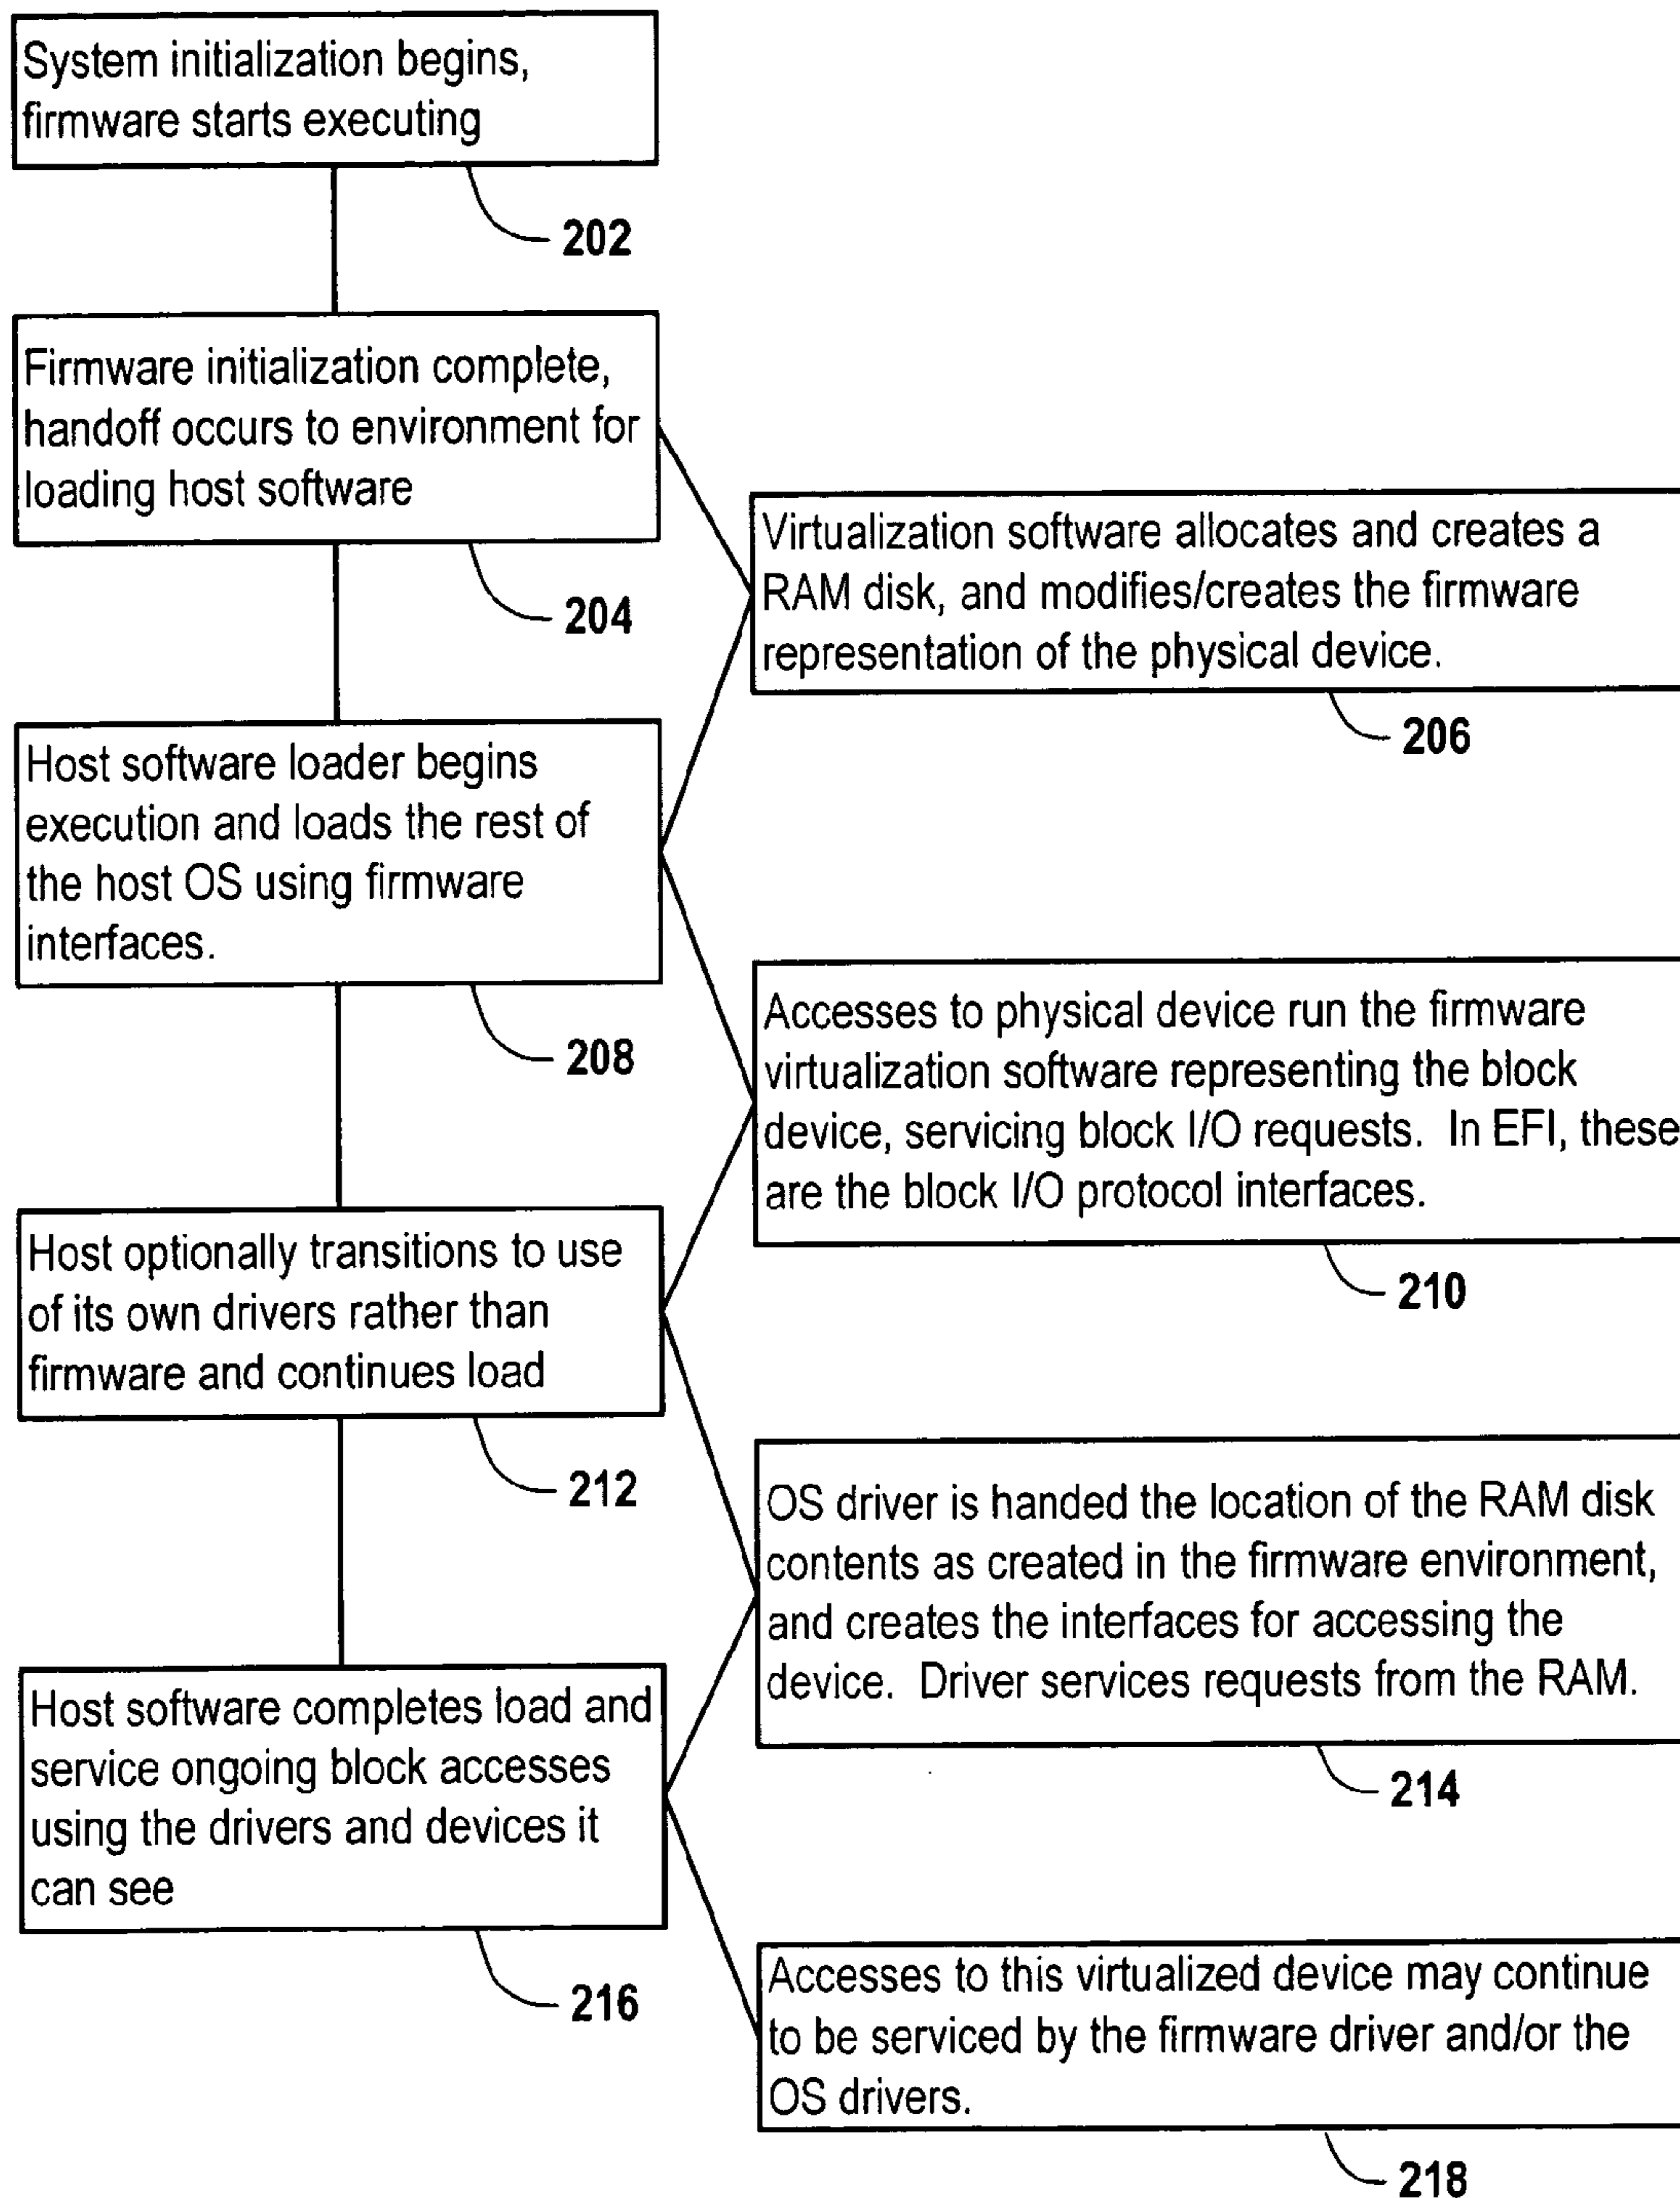 System initialization begins,
firmware starts executing
202
Firmware initialization complete,
handoff occurs to environment for
loading host software
204
Virtualization software allocates and creates a
RAM disk, and modifies/creates the firmware
representation of the physical device.
206
Host software loader begins
execution and loads the rest of
the host OS using firmware
interfaces.
208
Accesses to physical device run the firmware
virtualization software representing the block
device, servicing block I/O requests. In EFI, these
are the block I/O protocol interfaces.
210
Host optionally transitions to use
of its own drivers rather than
firmware and continues load
212
OS driver is handed the location of the RAM disk
contents as created in the firmware environment,
and creates the interfaces for accessing the
device. Driver services requests from the RAM.
214
Host software completes load and
service ongoing block accesses
using the drivers and devices it
can see
216
Accesses to this virtualized device may continue
to be serviced by the firmware driver and/or the
OS drivers.
218